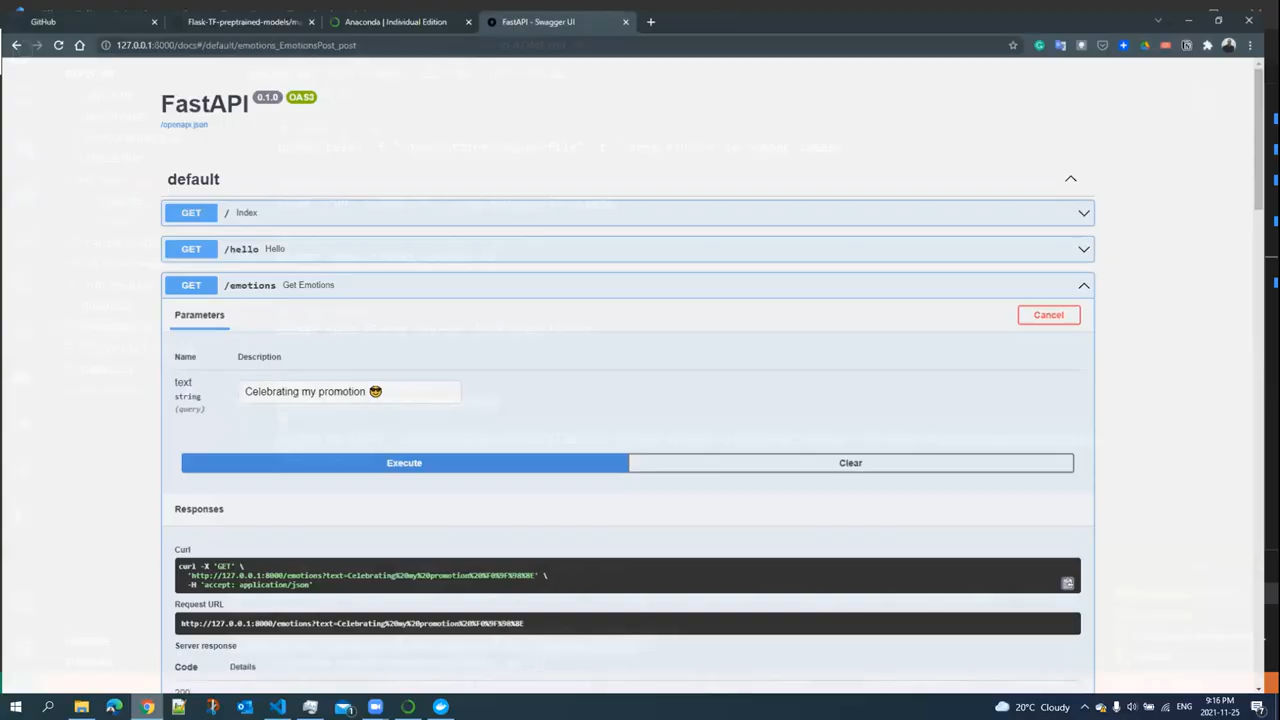 GitHub
Flask-TF-preptrained-models/m
Anaconda | Individual Edition
FastAPI - Swagger UI
127.0.0.1:8000/docs#/default/emotions_EmotionsPost_post
FastAPI 0.1.0 OAS3
/openapi.json
default
GET / Index
GET /hello Hello
GET /emotions Get Emotions
Parameters
Cancel
Name Description
text
string
(query)
Celebrating my promotion 😎
Execute
Clear
Responses
Curl
curl -X 'GET' \
'http://127.0.0.1:8000/emotions?text=Celebrating%20my%20promotion%20%F0%9F%98%8E' \
-H 'accept: application/json'
Request URL
http://127.0.0.1:8000/emotions?text=Celebrating%20my%20promotion%20%F0%9F%98%8E
Server response
Code Details
200
20°C Cloudy
ENG
9:16 PM
2021-11-25